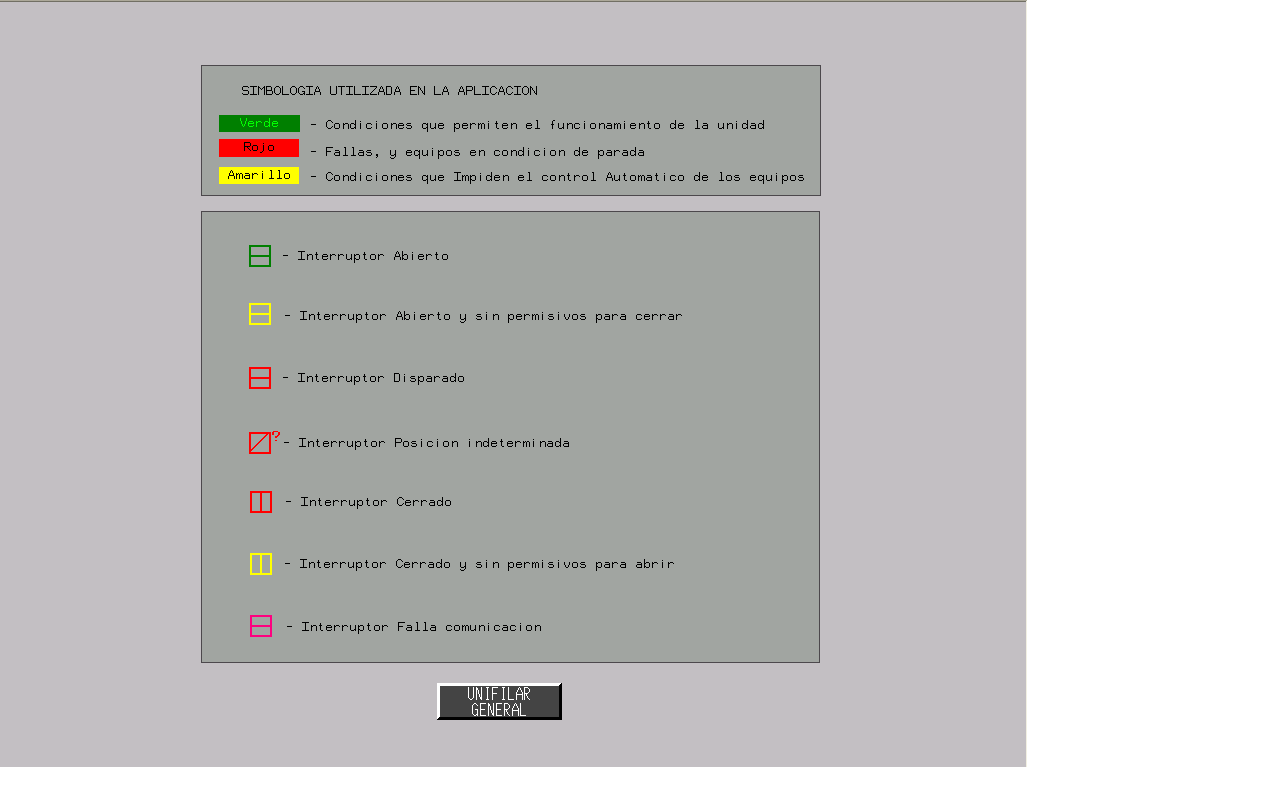 SIMBOLOGIA UTILIZADA EN LA APLICACION
Verde - Condiciones que permiten el funcionamiento de la unidad
Rojo - Fallas, y equipos en condicion de parada
Amarillo - Condiciones que Impiden el control Automatico de los equipos
- Interruptor Abierto
- Interruptor Abierto y sin permisivos para cerrar
- Interruptor Disparado
? - Interruptor Posicion indeterminada
- Interruptor Cerrado
- Interruptor Cerrado y sin permisivos para abrir
- Interruptor Falla comunicacion
UNIFILAR
GENERAL